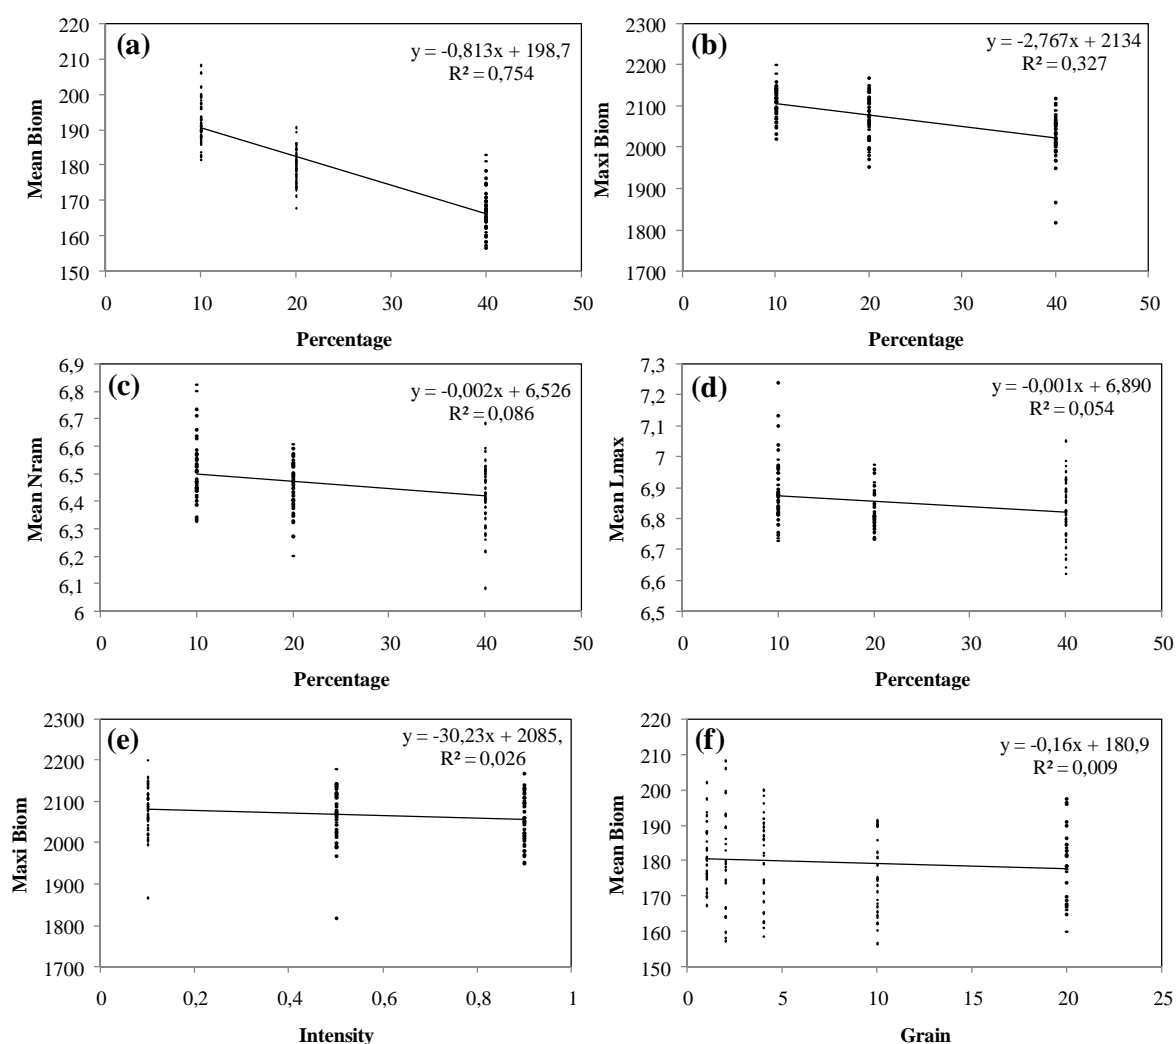 (a)
y = -0,813x + 198,7
R² = 0,754
220
210
200
190
180
170
160
150
0 10 20 30 40 50
Mean Biom
Percentage
(b)
y = -2,767x + 2134
R² = 0,327
2300
2200
2100
2000
1900
1800
1700
0 10 20 30 40 50
Maxi Biom
Percentage
(c)
y = -0,002x + 6,526
R² = 0,086
6,9
6,8
6,7
6,6
6,5
6,4
6,3
6,2
6,1
6
0 10 20 30 40 50
Mean Nram
Percentage
(d)
y = -0,001x + 6,890
R² = 0,054
7,3
7,2
7,1
7
6,9
6,8
6,7
6,6
6,5
0 10 20 30 40 50
Mean Lmax
Percentage
(e)
y = -30,23x + 2085,
R² = 0,026
2300
2200
2100
2000
1900
1800
1700
0 0,2 0,4 0,6 0,8 1
Maxi Biom
Intensity
(f)
y = -0,16x + 180,9
R² = 0,009
220
210
200
190
180
170
160
150
0 5 10 15 20 25
Mean Biom
Grain